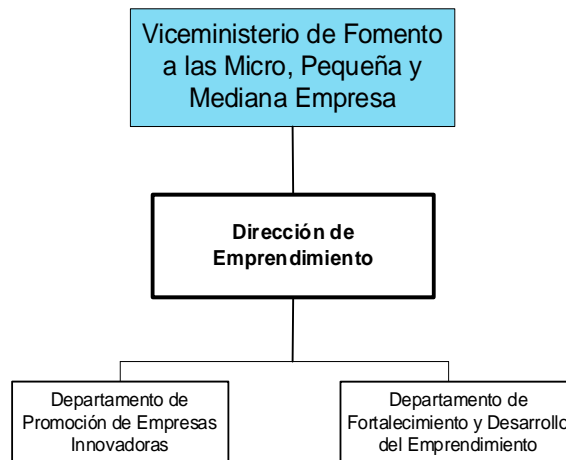 Viceministerio de Fomento
a las Micro, Pequeña y
Mediana Empresa
Dirección de
Emprendimiento
Departamento de
Promoción de Empresas
Innovadoras
Departamento de
Fortalecimiento y Desarrollo
del Emprendimiento